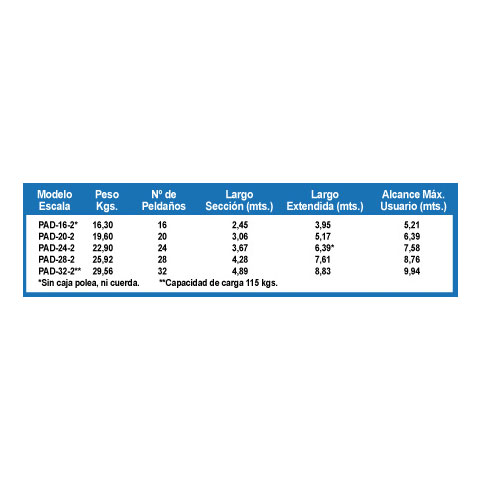 Modelo Escala Peso Kgs. Nº de Peldaños Largo Sección (mts.) Largo Extendida (mts.) Alcance Máx. Usuario (mts.)
PAD-16-2* 16,30 16 2,45 3,95 5,21
PAD-20-2 19,60 20 3,06 5,17 6,39
PAD-24-2 22,90 24 3,67 6,39* 7,58
PAD-28-2 25,92 28 4,28 7,61 8,76
PAD-32-2** 29,56 32 4,89 8,83 9,94
*Sin caja polea, ni cuerda. **Capacidad de carga 115 kgs.